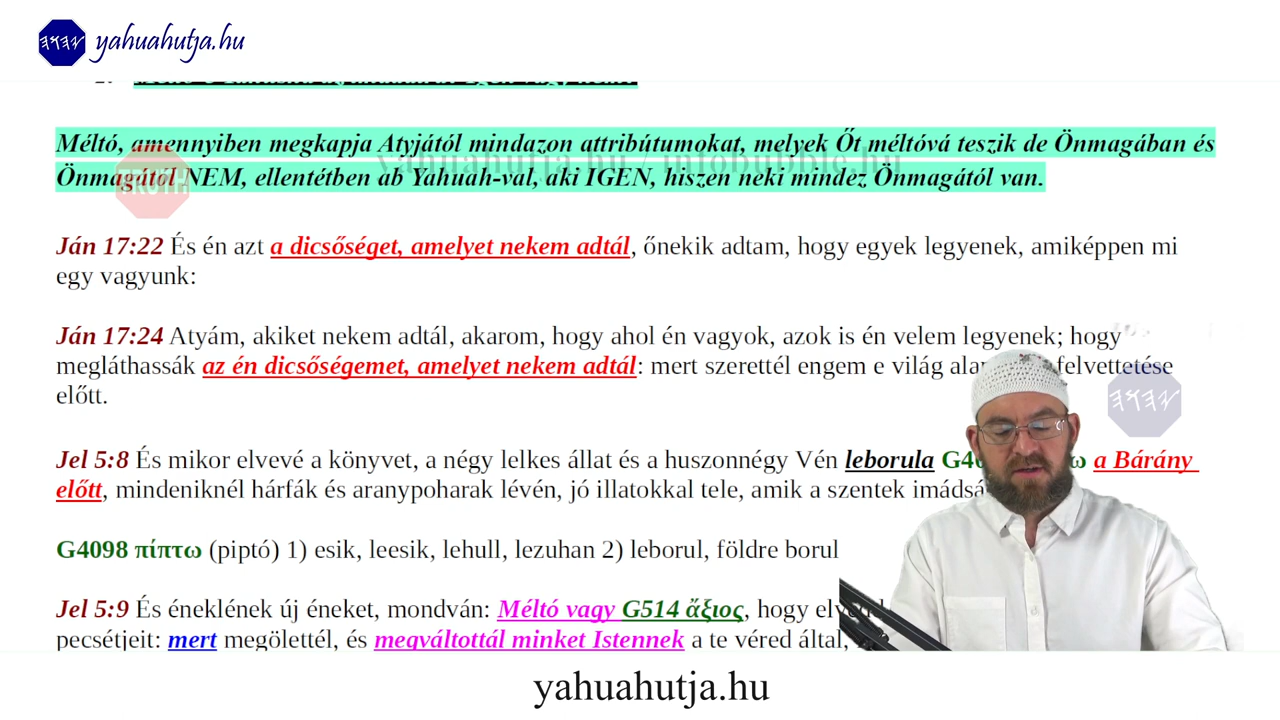 yahuahutja.hu
Méltó, amennyiben megkapja Atyjától mindazon attribútumokat, melyek Őt méltóvá teszik de Önmagában és
Yahuahutja.hu / infobubble.hu
Önmagától NEM, ellentétben ab Yahuah-val, aki IGEN, hiszen neki mindez Önmagától van.
TRUTH
Ján 17:22 És én azt a dicsőséget, amelyet nekem adtál, őnekik adtam, hogy egyek legyenek, amiképpen mi
egy vagyunk:
Ján 17:24 Atyám, akiket nekem adtál, akarom, hogy ahol én vagyok, azok is én velem legyenek; hogy
megláthassák az én dicsőségemet, amelyet nekem adtál: mert szerettél engem e világ felvettetése
előtt.
Jel 5:8 És mikor elvevé a könyvet, a négy lelkes állat és a huszonnégy Vén leborula a Bárány
előtt, mindeniknél hárfák és aranypoharak lévén, jó illatokkal tele, amik a szentek
G4098 πίπτω (piptó) 1) esik, leesik, lehull, lezuhan 2) leborul, földre borul
Jel 5:9 És éneklének új éneket, mondván: Méltó vagy G514 ἄξιος, hogy
pecsétjeit: mert megölettél, és megváltottál minket Istennek a te véred által,
yahuahutja.hu